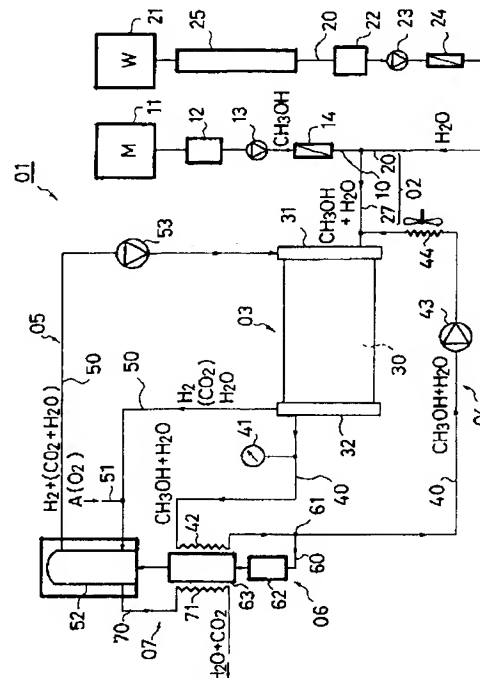 01
21
W
25
20
22
23
24
H₂O
11
M
12
13
CH₃OH
14
10
20
02
27
CH₃OH
+H₂O
53
05
50
H₂+(CO₂+H₂O)
A(O₂)
51
50
H₂
(CO₂)
H₂O
31
03
30
32
44
43
CH₃OH+H₂O
40
04
41
40
CH₃OH+H₂O
42
61
60
62
63
06
52
70
07
71
H₂O+CO₂